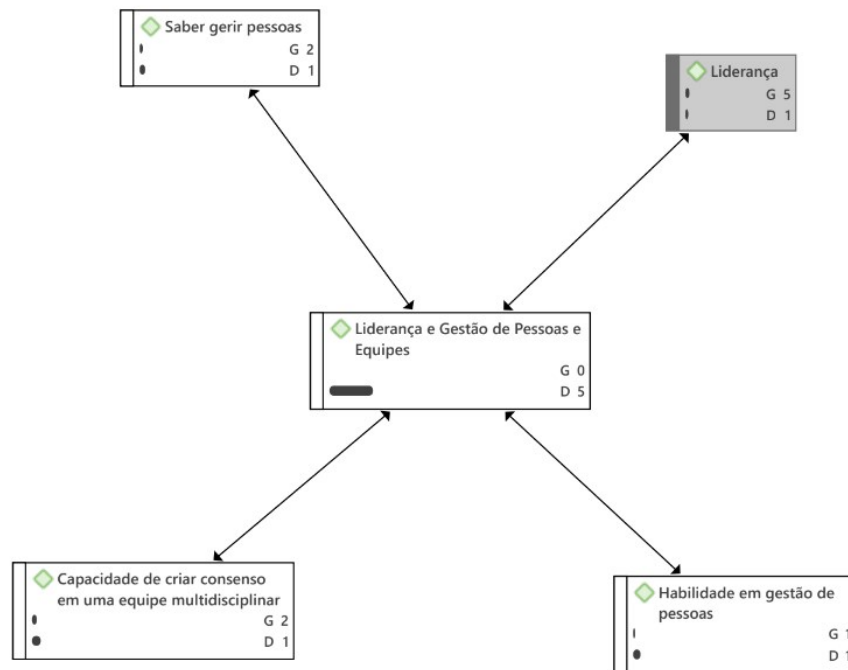 Saber gerir pessoas
G 2
D 1
Liderança
G 5
D 1
Liderança e Gestão de Pessoas e
Equipes
G 0
D 5
Capacidade de criar consenso
em uma equipe multidisciplinar
G 2
D 1
Habilidade em gestão de
pessoas
G 1
D 1